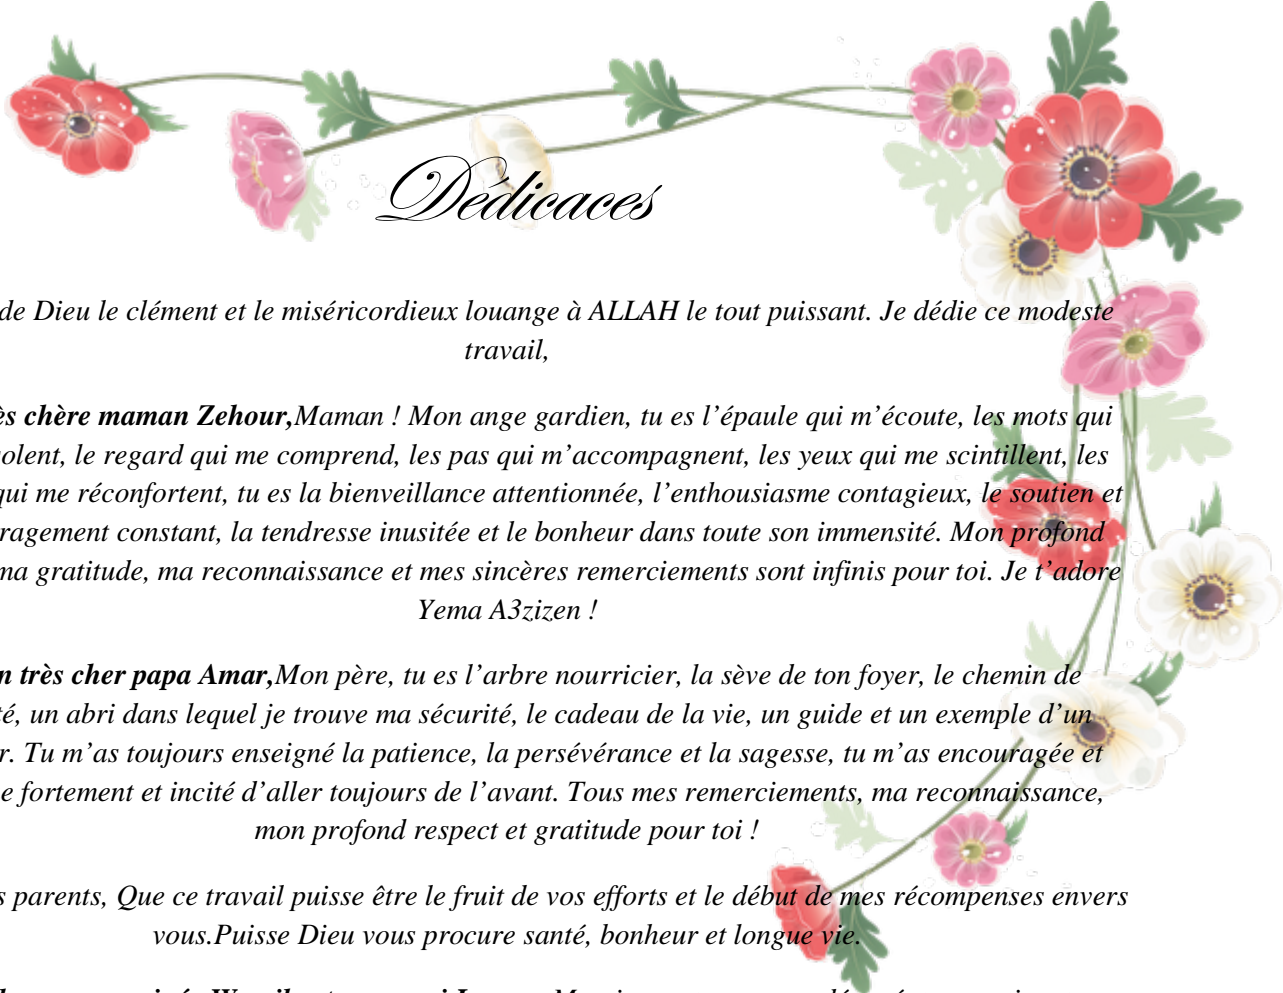 Dédicaces
de Dieu le clément et le miséricordieux louange à ALLAH le tout puissant. Je dédie ce modeste
travail,
chère maman Zehour,Maman ! Mon ange gardien, tu es l’épaule qui m’écoute, les mots qui
le regard qui me comprend, les pas qui m’accompagnent, les yeux qui me scintillent, les
qui me réconfortent, tu es la bienveillance attentionnée, l’enthousiasme contagieux, le soutien et
constant, la tendresse inusitée et le bonheur dans toute son immensité. Mon profond
ma gratitude, ma reconnaissance et mes sincères remerciements sont infinis pour toi. Je t’adore
Yema A3zizen !
très cher papa Amar,Mon père, tu es l’arbre nourricier, la sève de ton foyer, le chemin de
un abri dans lequel je trouve ma sécurité, le cadeau de la vie, un guide et un exemple d’un
Tu m’as toujours enseigné la patience, la persévérance et la sagesse, tu m’as encouragée et
fortement et incité d’aller toujours de l’avant. Tous mes remerciements, ma reconnaissance,
mon profond respect et gratitude pour toi !
parents, Que ce travail puisse être le fruit de vos efforts et le début de mes récompenses envers
vous.Puisse Dieu vous procure santé, bonheur et longue vie.